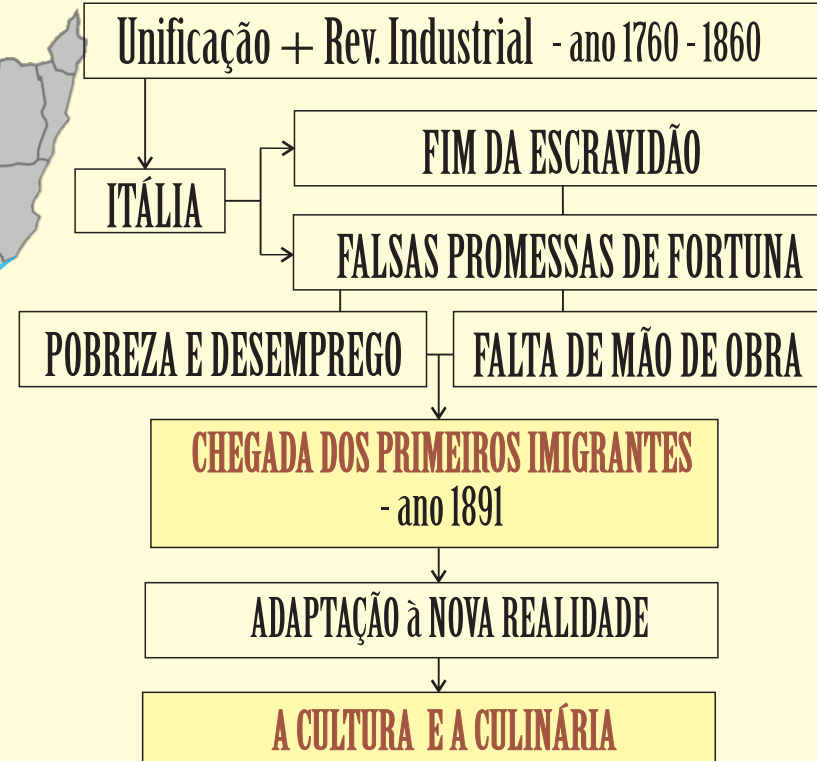 Unificação + Rev. Industrial - ano 1760 - 1860
FIM DA ESCRAVIDÃO
ITÁLIA
FALSAS PROMESSAS DE FORTUNA
POBREZA E DESEMPREGO
FALTA DE MÃO DE OBRA
CHEGADA DOS PRIMEIROS IMIGRANTES
- ano 1891
ADAPTAÇÃO à NOVA REALIDADE
A CULTURA E A CULINÁRIA